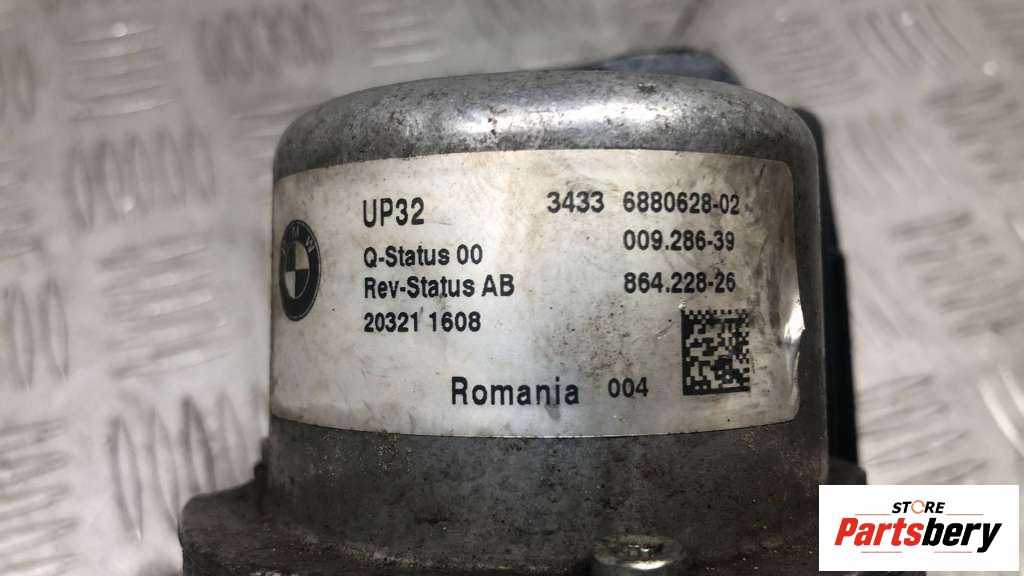 UP32 3433 6880628-02
Q-Status 00 009.286-39
Rev-Status AB 864.228-26
20321 1608
Romania 004
STORE
Partsbery